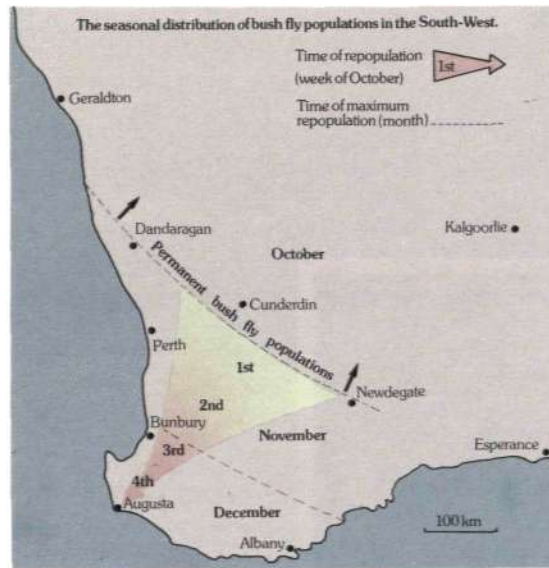 The seasonal distribution of bush fly populations in the South-West.
Time of repopulation
(week of October)
1st
Time of maximum
repopulation (month)
Geraldton
Dandaragan
Kalgoorlie
October
Permanent bush fly populations
Cunderdin
Perth
1st
Newdegate
2nd
Bunbury
November
3rd
Esperance
4th
Augusta
December
100 km
Albany